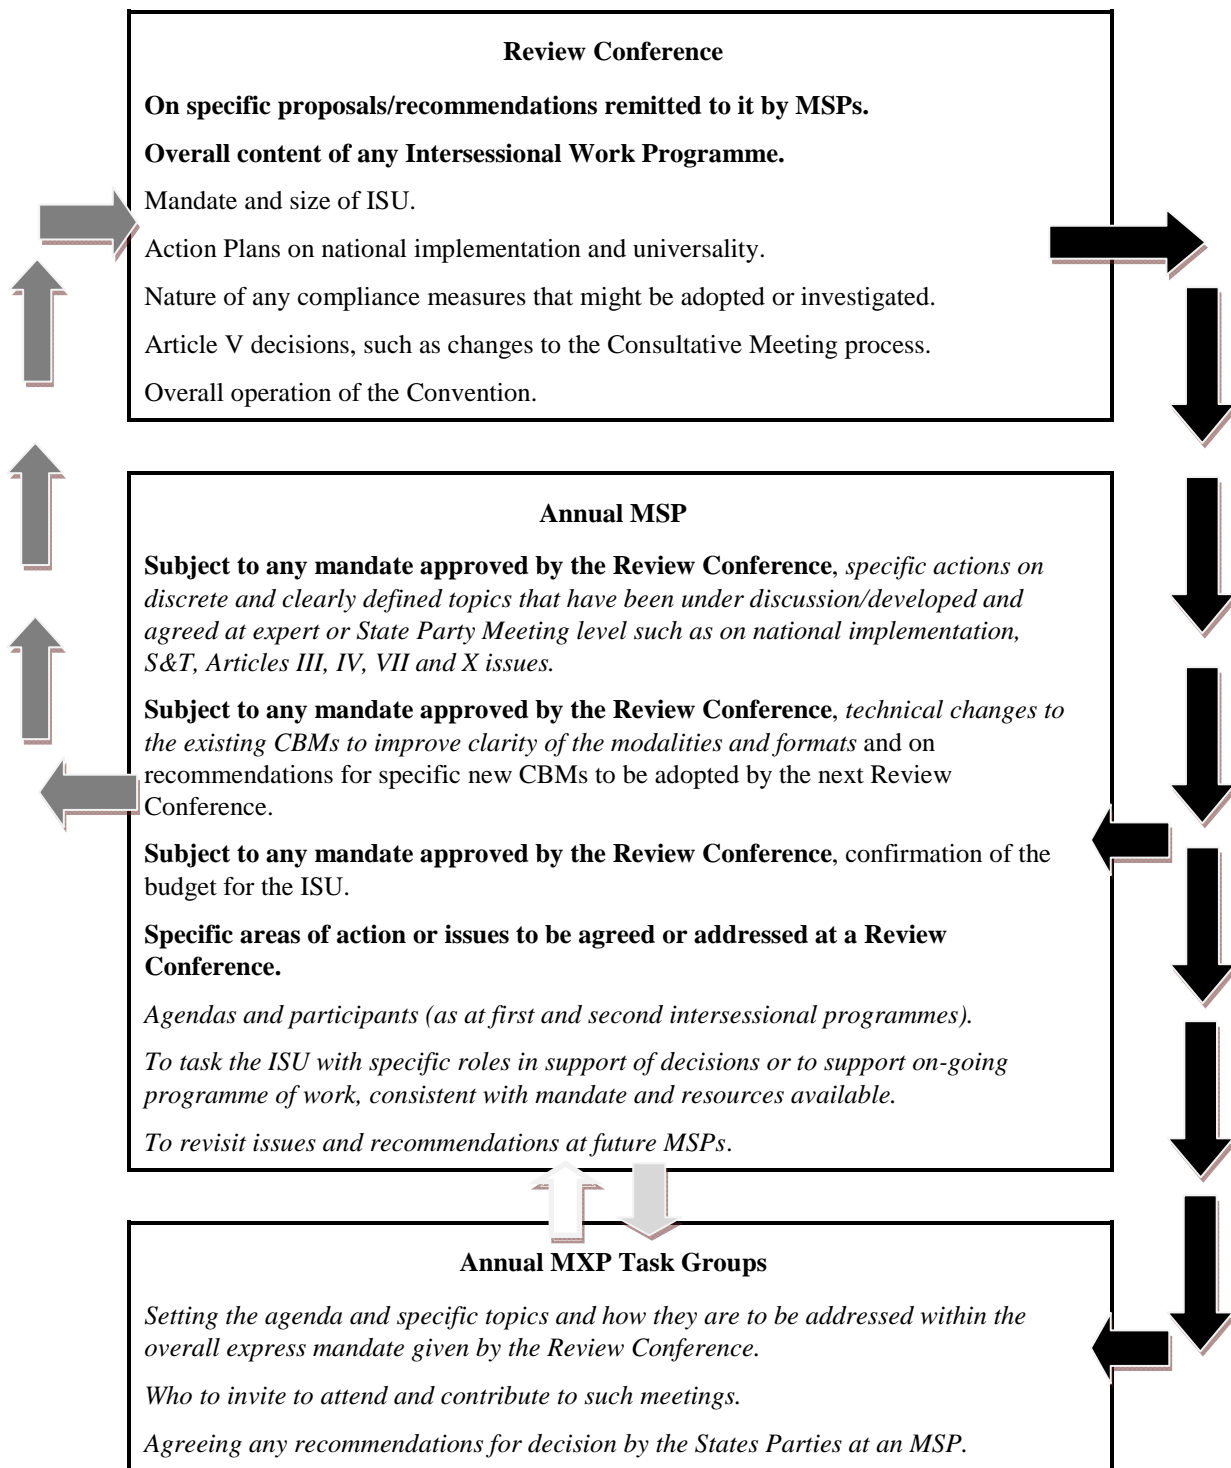 Review Conference
On specific proposals/recommendations remitted to it by MSPs.
Overall content of any Intersessional Work Programme.
Mandate and size of ISU.
Action Plans on national implementation and universality.
Nature of any compliance measures that might be adopted or investigated.
Article V decisions, such as changes to the Consultative Meeting process.
Overall operation of the Convention.
Annual MSP
Subject to any mandate approved by the Review Conference, specific actions on
discrete and clearly defined topics that have been under discussion/developed and
agreed at expert or State Party Meeting level such as on national implementation,
S&T, Articles III, IV, VII and X issues.
Subject to any mandate approved by the Review Conference, technical changes to
the existing CBMs to improve clarity of the modalities and formats and on
recommendations for specific new CBMs to be adopted by the next Review
Conference.
Subject to any mandate approved by the Review Conference, confirmation of the
budget for the ISU.
Specific areas of action or issues to be agreed or addressed at a Review
Conference.
Agendas and participants (as at first and second intersessional programmes).
To task the ISU with specific roles in support of decisions or to support on-going
programme of work, consistent with mandate and resources available.
To revisit issues and recommendations at future MSPs.
Annual MXP Task Groups
Setting the agenda and specific topics and how they are to be addressed within the
overall express mandate given by the Review Conference.
Who to invite to attend and contribute to such meetings.
Agreeing any recommendations for decision by the States Parties at an MSP.